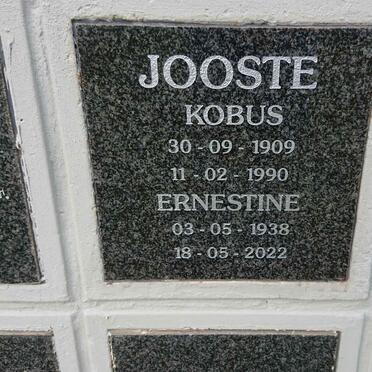 JOOSTE
KOBUS
30 - 09 - 1909
11 - 02 - 1990
ERNESTINE
03 - 05 - 1938
18 - 05 - 2022